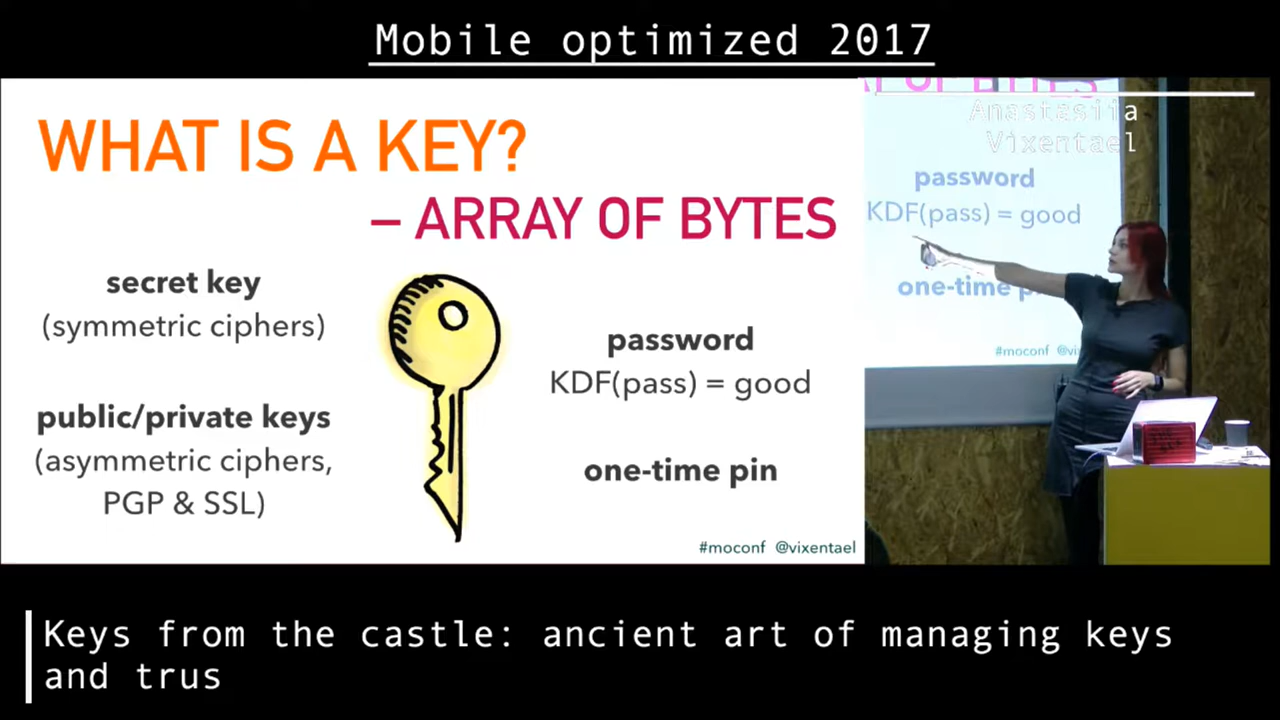 Mobile optimized 2017
WHAT IS A KEY?
– ARRAY OF BYTES
secret key
(symmetric ciphers)
public/private keys
(asymmetric ciphers,
PGP & SSL)
password
KDF(pass) = good
one-time pin
#moconf @vixentael
Anastasiia
Vixentael
password
KDF(pass) = good
one-time
#moconf
Keys from the castle: ancient art of managing keys
and trus